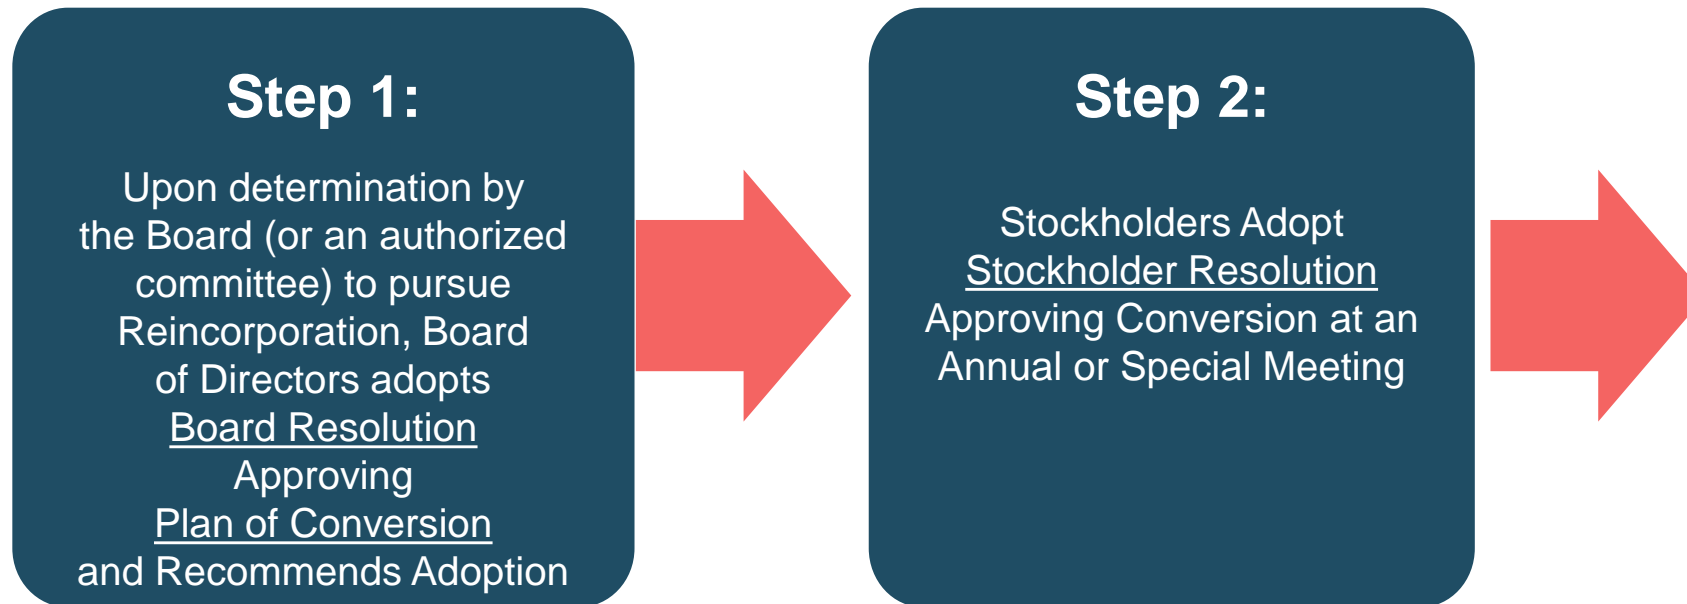 Step 1:
Upon determination by
the Board (or an authorized
committee) to pursue
Reincorporation, Board
of Directors adopts
Board Resolution
Approving
Plan of Conversion
and Recommends Adoption
Step 2:
Stockholders Adopt
Stockholder Resolution
Approving Conversion at an
Annual or Special Meeting